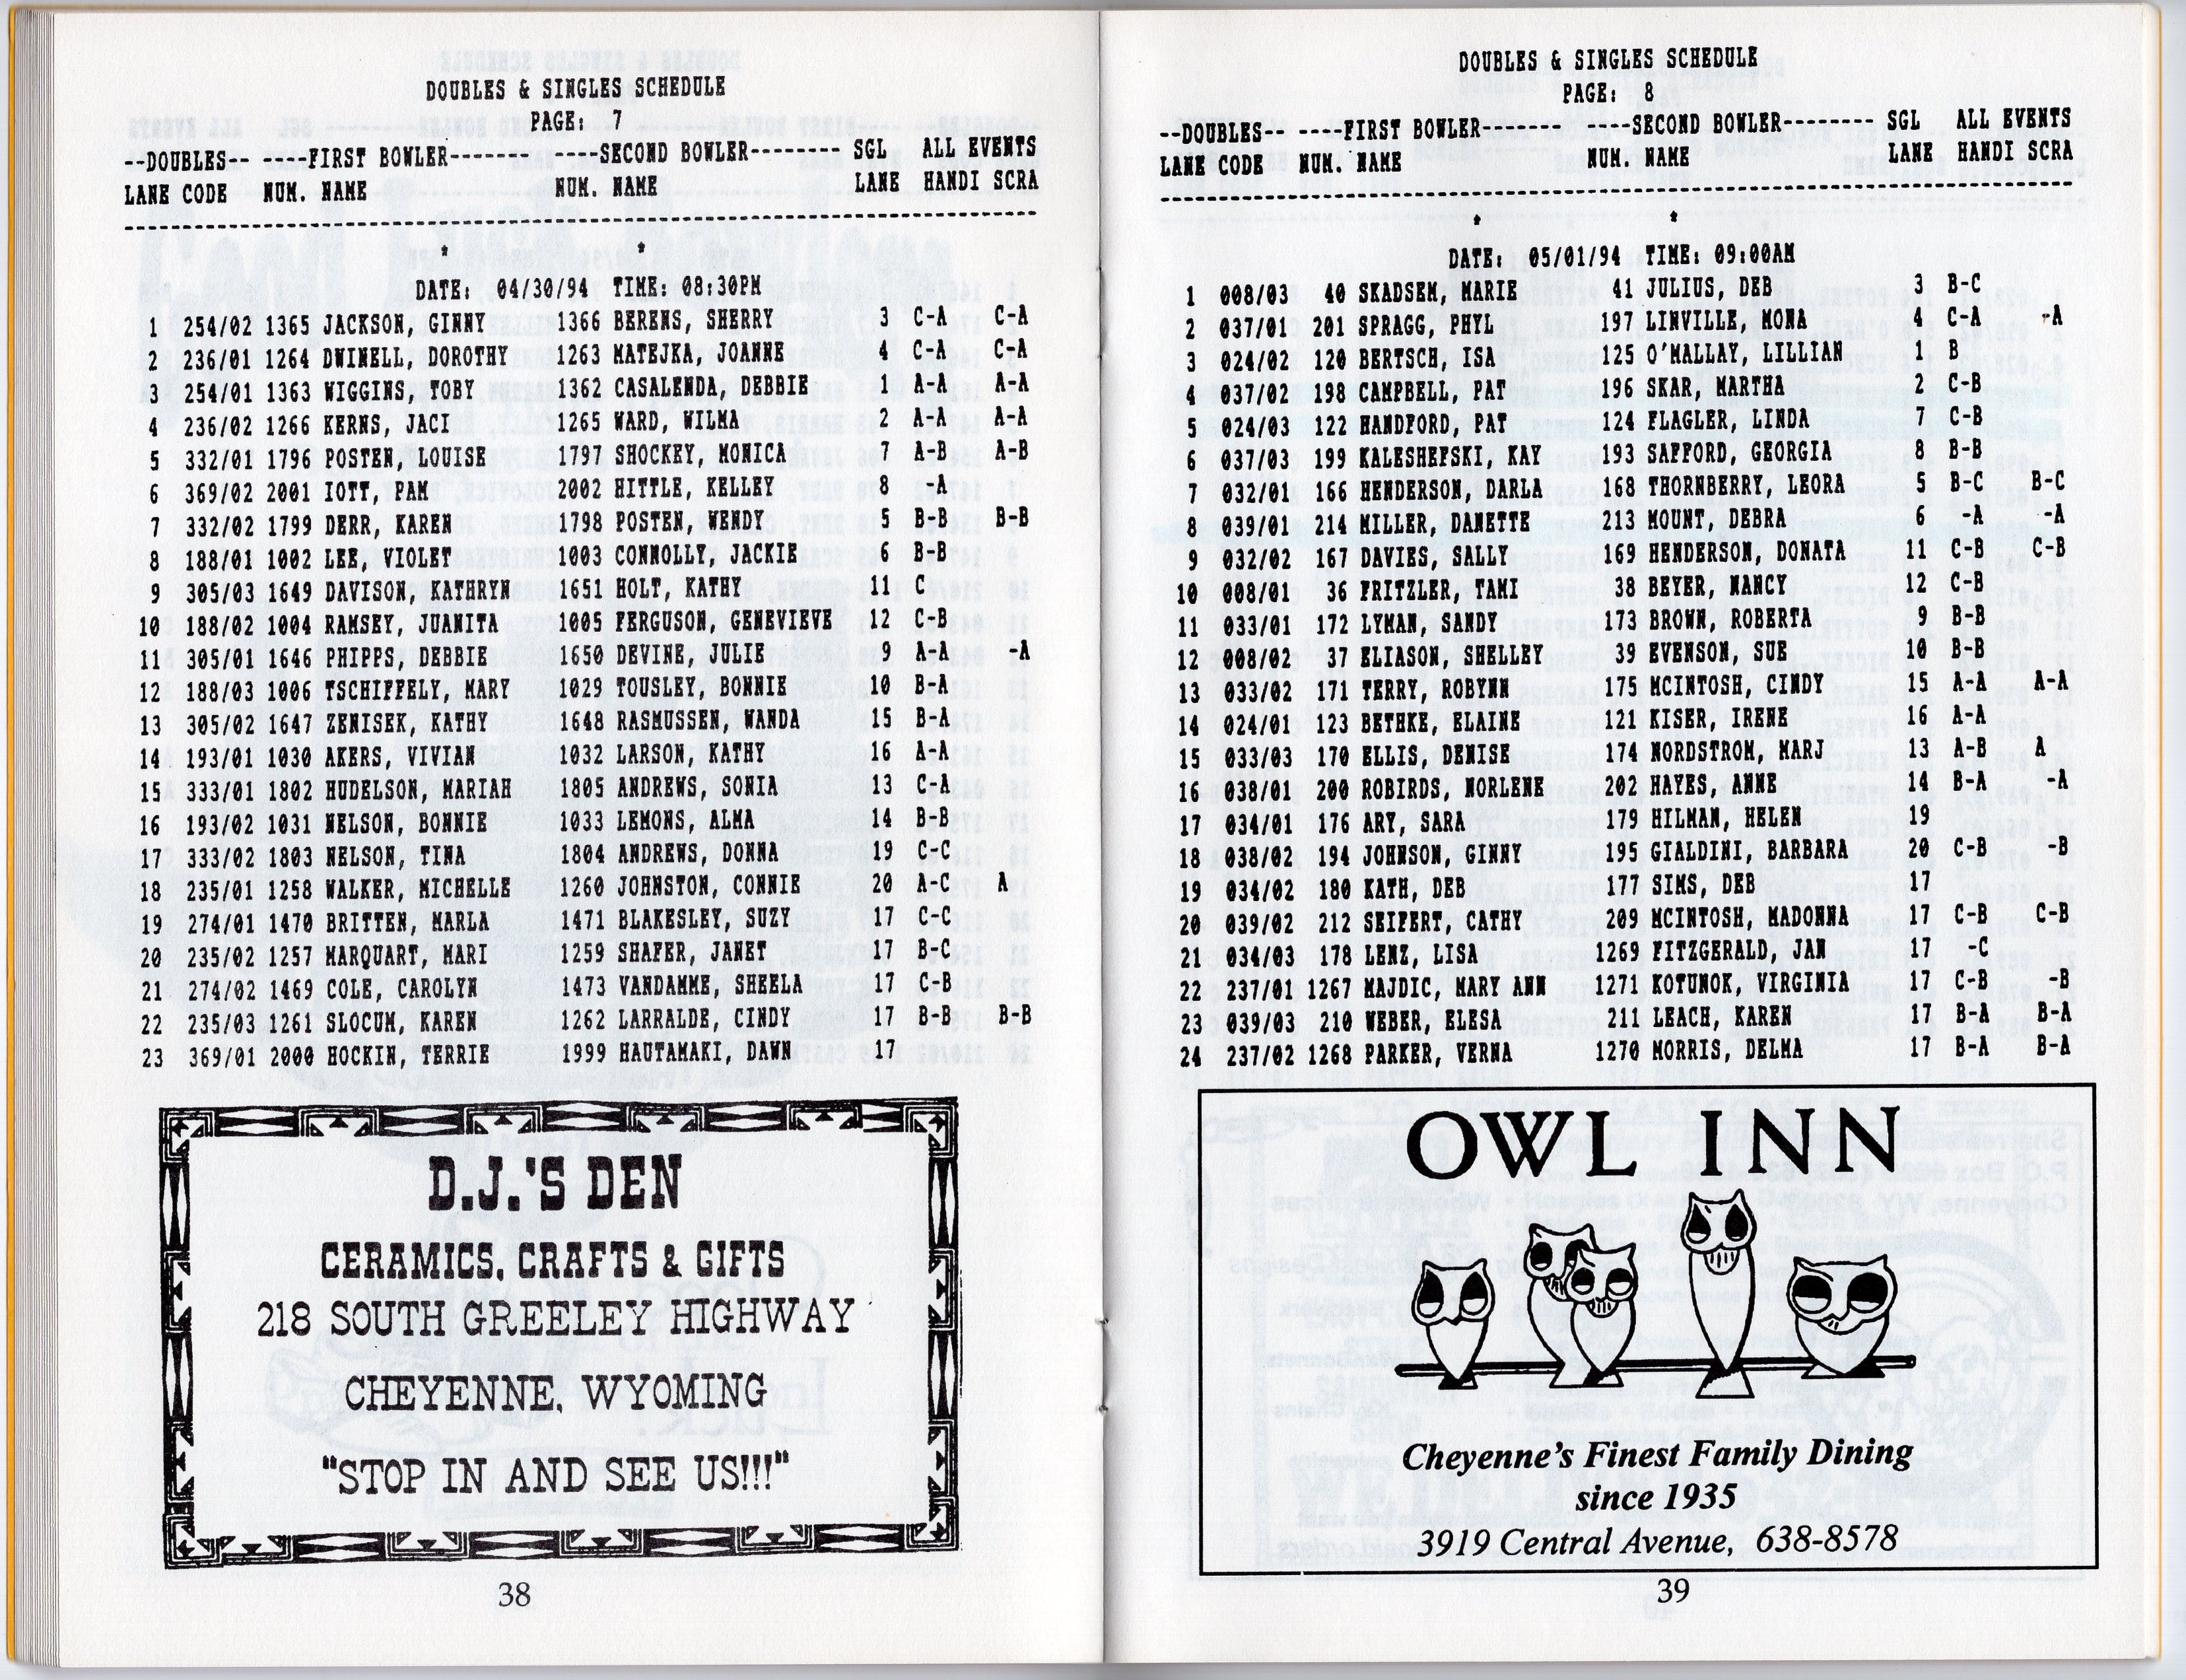 DOUBLES & SINGLES SCHEDULE
PAGE: 7
--DOUBLES-- ----FIRST BOWLER-----------------SECOND BOWLER-------- SGL ALL EVENTS
LANE CODE NUM. NAME NUM. NAME LANE HANDI SCRA
* *
DATE: 04/30/94 TIME: 08:30PM
1 254/02 1365 JACKSON, GINNY 1366 BERENS, SHERRY 3 C-A C-A
2 236/01 1264 DWINELL, DOROTHY 1263 MATEJKA, JOANNE 4 C-A C-A
3 254/01 1363 WIGGINS, TOBY 1362 CASALENDA, DEBBIE 1 A-A A-A
4 236/02 1266 KERNS, JACI 1265 WARD, WILMA 2 A-A A-A
5 332/01 1796 POSTEN, LOUISE 1797 SHOCKEY, MONICA 7 A-B A-B
6 369/02 2001 IOTT, PAM 2002 HITTLE, KELLEY 8 -A
7 332/02 1799 DERR, KAREN 1798 POSTEN, WENDY 5 B-B B-B
8 188/01 1002 LEE, VIOLET 1003 CONNOLLY, JACKIE 6 B-B
9 305/03 1649 DAVISON, KATHRYN 1651 HOLT, KATHY 11 C
10 188/02 1004 RAMSEY, JUANITA 1005 FERGUSON, GENEVIEVE 12 C-B
11 305/01 1646 PHIPPS, DEBBIE 1650 DEVINE, JULIE 9 A-A -A
12 188/03 1006 TSCHIFFELY, MARY 1029 TOUSLEY, BONNIE 10 B-A
13 305/02 1647 ZENISEK, KATHY 1648 RASMUSSEN, WANDA 15 B-A
14 193/01 1030 AKERS, VIVIAN 1032 LARSON, KATHY 16 A-A
15 333/01 1802 HUDELSON, MARIAH 1805 ANDREWS, SONIA 13 C-A
16 193/02 1031 NELSON, BONNIE 1033 LEMONS, ALMA 14 B-B
17 333/02 1803 NELSON, TINA 1804 ANDREWS, DONNA 19 C-C
18 235/01 1258 WALKER, MICHELLE 1260 JOHNSTON, CONNIE 20 A-C A
19 274/01 1470 BRITTEN, MARLA 1471 BLAKESLEY, SUZY 17 C-C
20 235/02 1257 MARQUART, MARI 1259 SHAFER, JANET 17 B-C
21 274/02 1469 COLE, CAROLYN 1473 VANDAMME, SHEELA 17 C-B
22 235/03 1261 SLOCUM, KAREN 1262 LARRALDE, CINDY 17 B-B B-B
23 369/01 2000 HOCKIN, TERRIE 1999 HAUTAMAKI, DAWN 17
D.J.'S DEN
CERAMICS, CRAFTS & GIFTS
218 SOUTH GREELEY HIGHWAY
CHEYENNE, WYOMING
"STOP IN AND SEE US!!!"
38
DOUBLES & SINGLES SCHEDULE
PAGE: 8
--DOUBLES-- ----FIRST BOWLER-----------------SECOND BOWLER-------- SGL ALL EVENTS
LANE CODE NUM. NAME NUM. NAME LANE HANDI SCRA
* *
DATE: 05/01/94 TIME: 09:00AM
1 008/03 40 SKADSEM, MARIE 41 JULIUS, DEB 3 B-C
2 037/01 201 SPRAGG, PHYL 197 LINVILLE, MONA 4 C-A -A
3 024/02 120 BERTSCH, ISA 125 O'MALLAY, LILLIAN 1 B
4 037/02 198 CAMPBELL, PAT 196 SKAR, MARTHA 2 C-B
5 024/03 122 HANDFORD, PAT 124 FLAGLER, LINDA 7 C-B
6 037/03 199 KALESHEFSKI, KAY 193 SAFFORD, GEORGIA 8 B-B
7 032/01 166 HENDERSON, DARLA 168 THORNBERRY, LEORA 5 B-C B-C
8 039/01 214 MILLER, DANETTE 213 MOUNT, DEBRA 6 -A -A
9 032/02 167 DAVIES, SALLY 169 HENDERSON, DONATA 11 C-B C-B
10 008/01 36 FRITZLER, TAMI 38 BEYER, NANCY 12 C-B
11 033/01 172 LYMAN, SANDY 173 BROWN, ROBERTA 9 B-B
12 008/02 37 ELIASON, SHELLEY 39 EVENSON, SUE 10 B-B
13 033/02 171 TERRY, ROBYNN 175 MCINTOSH, CINDY 15 A-A A-A
14 024/01 123 BETHKE, ELAINE 121 KISER, IRENE 16 A-A
15 033/03 170 ELLIS, DENISE 174 NORDSTROM, MARJ 13 A-B A
16 038/01 200 ROBIRDS, NORLENE 202 HAYES, ANNE 14 B-A -A
17 034/01 176 ARY, SARA 179 HILMAN, HELEN 19
18 038/02 194 JOHNSON, GINNY 195 GIALDINI, BARBARA 20 C-B -B
19 034/02 180 KATH, DEB 177 SIMS, DEB 17
20 039/02 212 SEIFERT, CATHY 209 MCINTOSH, MADONNA 17 C-B C-B
21 034/03 178 LENZ, LISA 1269 FITZGERALD, JAN 17 -C
22 237/01 1267 MAJDIC, MARY ANN 1271 KOTUNOK, VIRGINIA 17 C-B -B
23 039/03 210 WEBER, ELESA 211 LEACH, KAREN 17 B-A B-A
24 237/02 1268 PARKER, VERNA 1270 MORRIS, DELMA 17 B-A B-A
OWL INN
Cheyenne's Finest Family Dining
since 1935
3919 Central Avenue, 638-8578
39